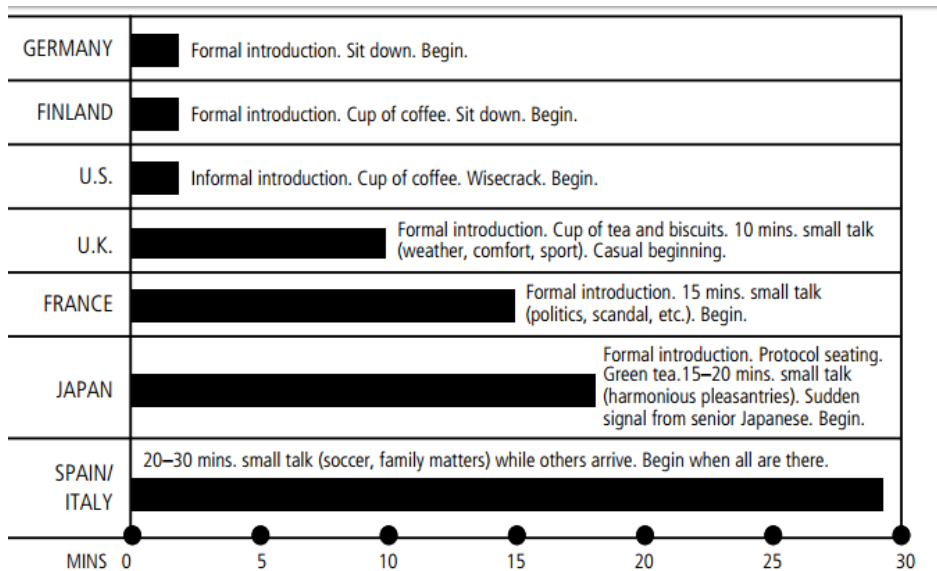 GERMANY
Formal introduction. Sit down. Begin.
FINLAND
Formal introduction. Cup of coffee. Sit down. Begin.
U.S.
Informal introduction. Cup of coffee. Wisecrack. Begin.
U.K.
Formal introduction. Cup of tea and biscuits. 10 mins. small talk
(weather, comfort, sport). Casual beginning.
FRANCE
Formal introduction. 15 mins. small talk
(politics, scandal, etc.). Begin.
JAPAN
Formal introduction. Protocol seating.
Green tea.15–20 mins. small talk
(harmonious pleasantries). Sudden
signal from senior Japanese. Begin.
SPAIN/
ITALY
20–30 mins. small talk (soccer, family matters) while others arrive. Begin when all are there.
MINS 0 5 10 15 20 25 30